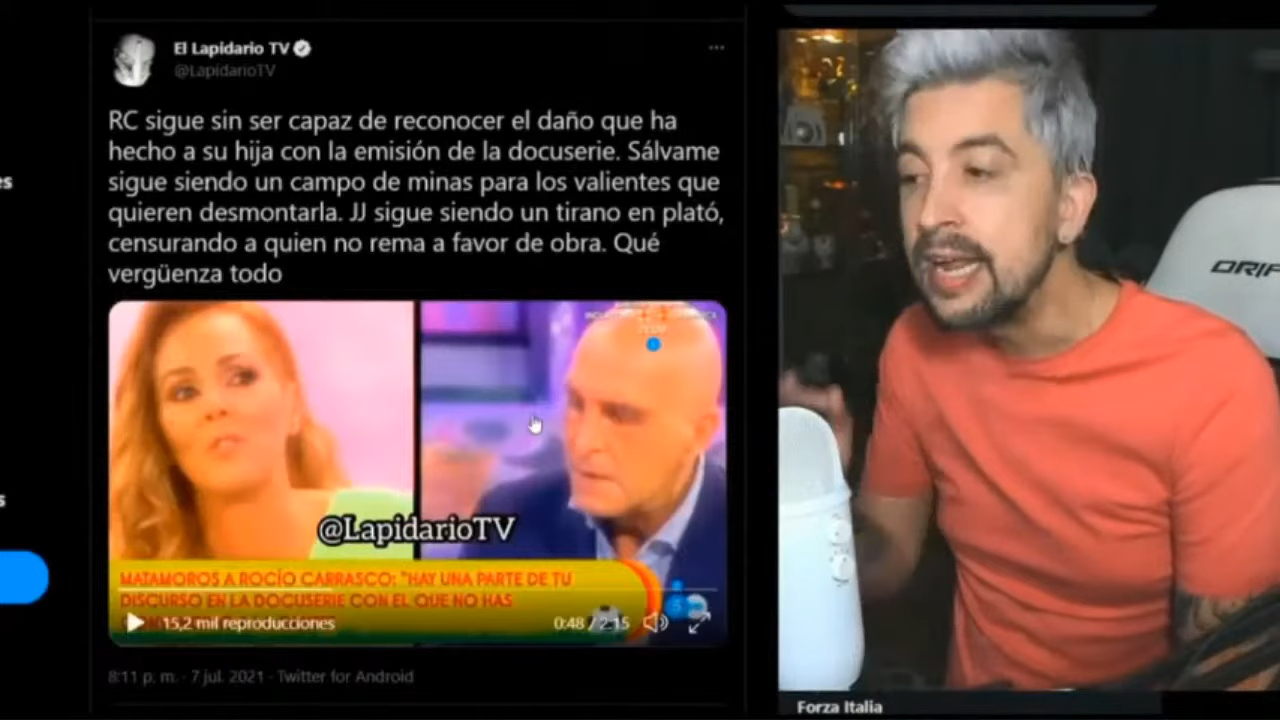 El Lapidario TV
@LapidarioTV
RC sigue sin ser capaz de reconocer el daño que ha
hecho a su hija con la emisión de la docuserie. Sálvame
sigue siendo un campo de minas para los valientes que
quieren desmontarla. JJ sigue siendo un tirano en plató,
censurando a quien no rema a favor de obra. Qué
vergüenza todo
@LapidarioTV
MATAMOROS A ROCÍO CARRASCO: "HAY UNA PARTE DE TU
DISCURSO EN LA DOCUSERIE CON EL QUE NO HAS
15,2 mil reproducciones
0:48 / 2:15
8:11 p. m. · 7 jul. 2021 · Twitter for Android
Forza Italia